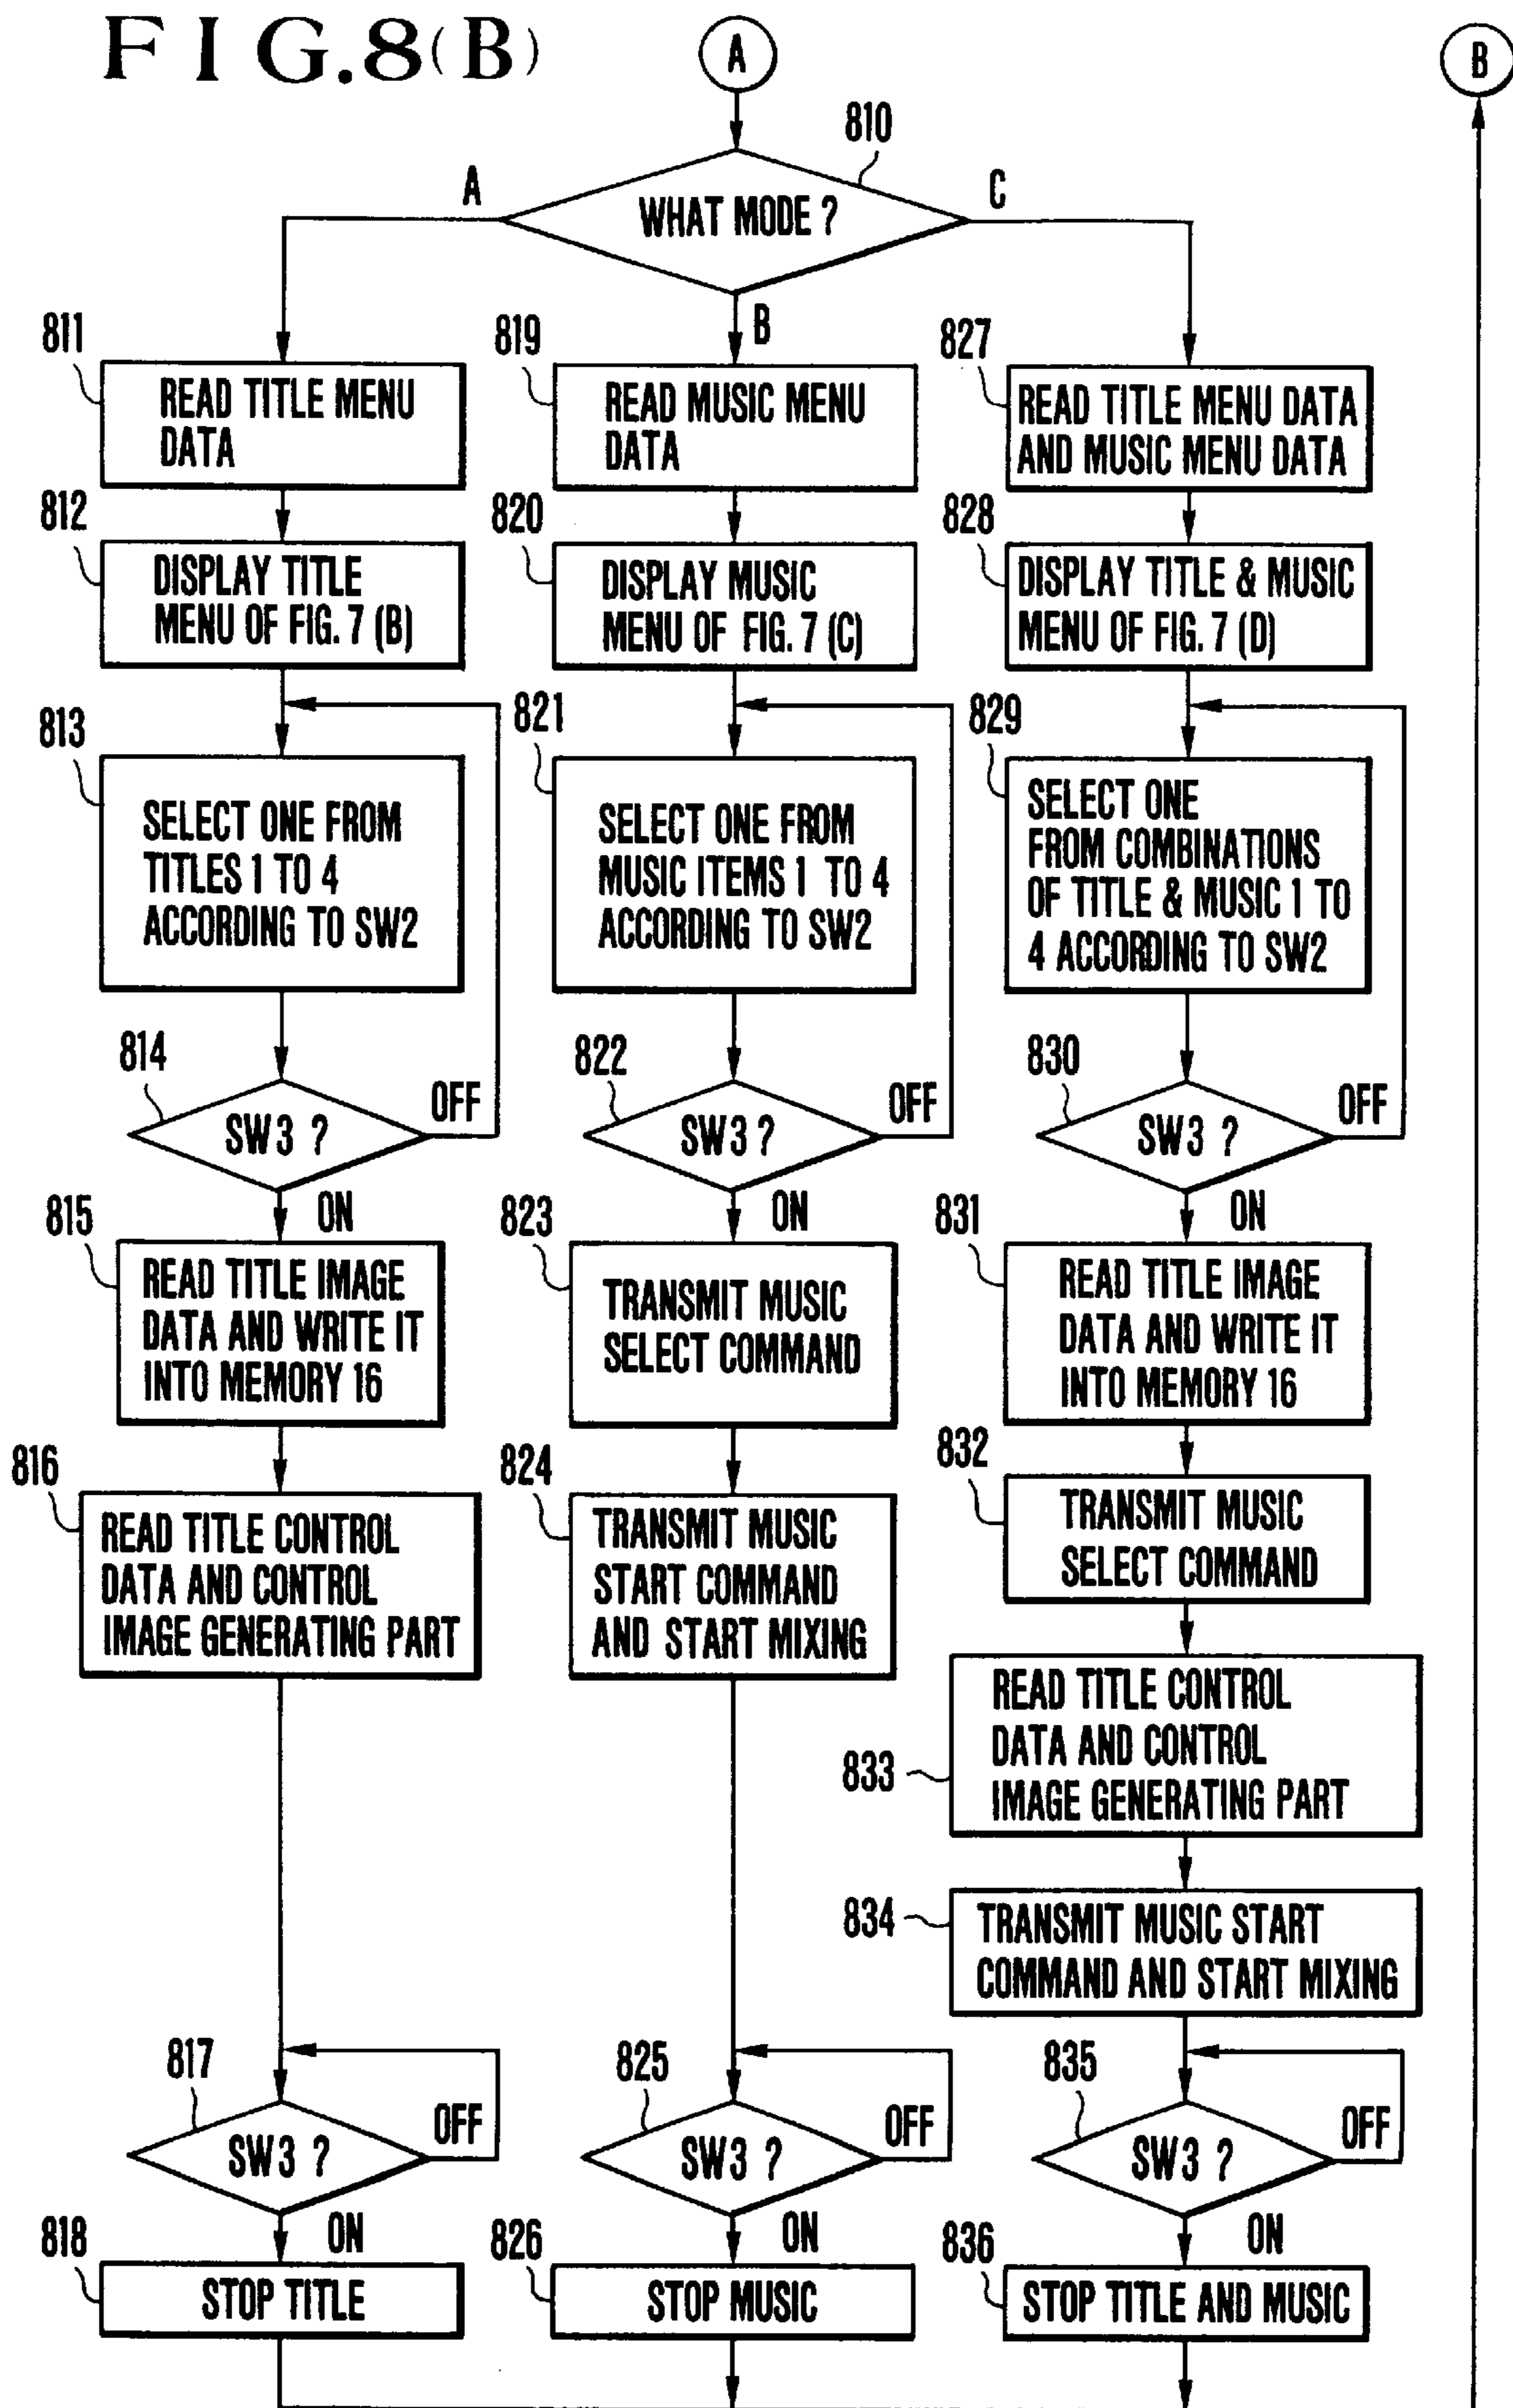 FIG.8(B)
A
B
810
WHAT MODE ?
A
B
C
811
READ TITLE MENU
DATA
812
DISPLAY TITLE
MENU OF FIG. 7 (B)
813
SELECT ONE FROM
TITLES 1 TO 4
ACCORDING TO SW2
814
SW3 ?
OFF
ON
815
READ TITLE IMAGE
DATA AND WRITE IT
INTO MEMORY 16
816
READ TITLE CONTROL
DATA AND CONTROL
IMAGE GENERATING PART
817
SW3 ?
OFF
ON
818
STOP TITLE
819
READ MUSIC MENU
DATA
820
DISPLAY MUSIC
MENU OF FIG. 7 (C)
821
SELECT ONE FROM
MUSIC ITEMS 1 TO 4
ACCORDING TO SW2
822
SW3 ?
OFF
ON
823
TRANSMIT MUSIC
SELECT COMMAND
824
TRANSMIT MUSIC
START COMMAND
AND START MIXING
825
SW3 ?
OFF
ON
826
STOP MUSIC
827
READ TITLE MENU DATA
AND MUSIC MENU DATA
828
DISPLAY TITLE & MUSIC
MENU OF FIG. 7 (D)
829
SELECT ONE
FROM COMBINATIONS
OF TITLE & MUSIC 1 TO
4 ACCORDING TO SW2
830
SW3 ?
OFF
ON
831
READ TITLE IMAGE
DATA AND WRITE IT
INTO MEMORY 16
832
TRANSMIT MUSIC
SELECT COMMAND
833
READ TITLE CONTROL
DATA AND CONTROL
IMAGE GENERATING PART
834
TRANSMIT MUSIC START
COMMAND AND START MIXING
835
SW3 ?
OFF
ON
836
STOP TITLE AND MUSIC